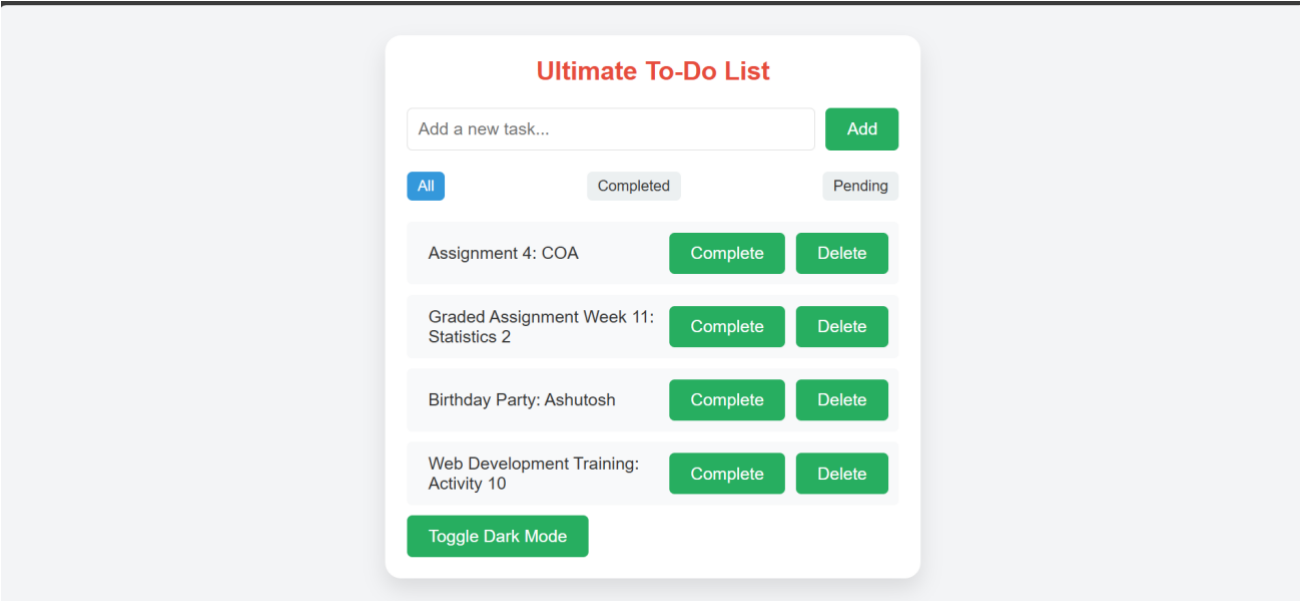 Ultimate To-Do List
Add a new task...
Add
All
Completed
Pending
Assignment 4: COA
Complete
Delete
Graded Assignment Week 11:
Statistics 2
Complete
Delete
Birthday Party: Ashutosh
Complete
Delete
Web Development Training:
Activity 10
Complete
Delete
Toggle Dark Mode